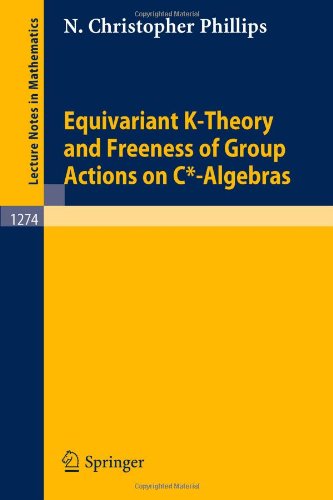 N. Christopher Phillips
Lecture Notes in Mathematics
Equivariant K-Theory
and Freeness of Group
Actions on C*-Algebras
1274
Springer